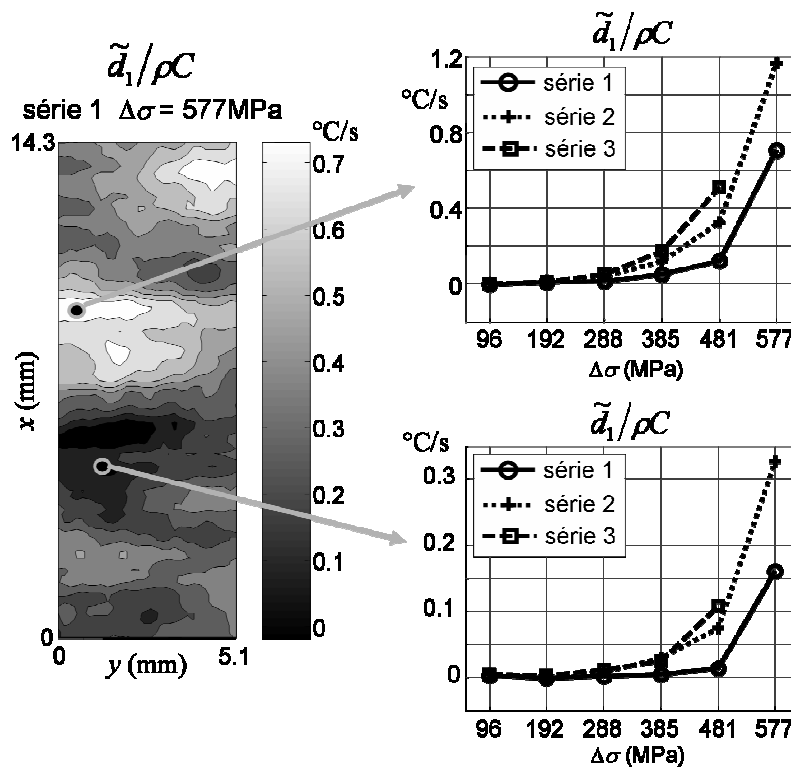 d̃₁/ρC
série 1 Δσ = 577MPa
°C/s
14.3
0.7
0.6
0.5
0.4
0.3
0.2
0.1
0
x (mm)
0
0
5.1
y (mm)
d̃₁/ρC
°C/s
1.2
0.8
0.4
0
série 1
série 2
série 3
96 192 288 385 481 577
Δσ (MPa)
d̃₁/ρC
°C/s
0.3
0.2
0.1
0
série 1
série 2
série 3
96 192 288 385 481 577
Δσ (MPa)